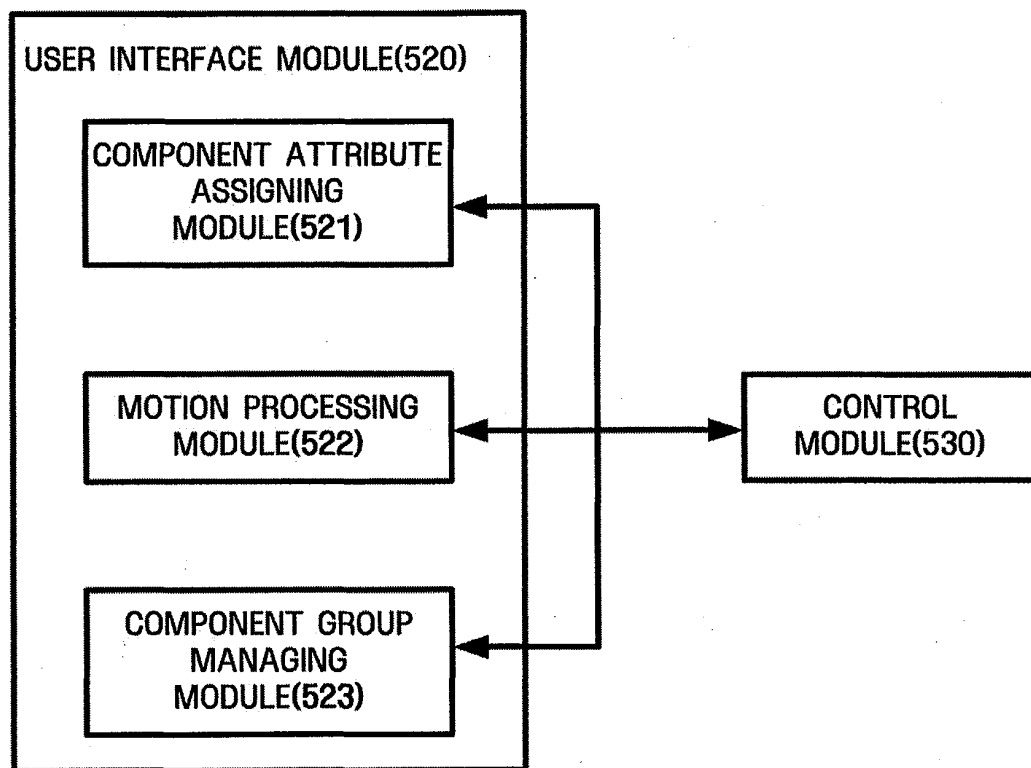 USER INTERFACE MODULE(520)
COMPONENT ATTRIBUTE
ASSIGNING
MODULE(521)
MOTION PROCESSING
MODULE(522)
CONTROL
MODULE(530)
COMPONENT GROUP
MANAGING
MODULE(523)